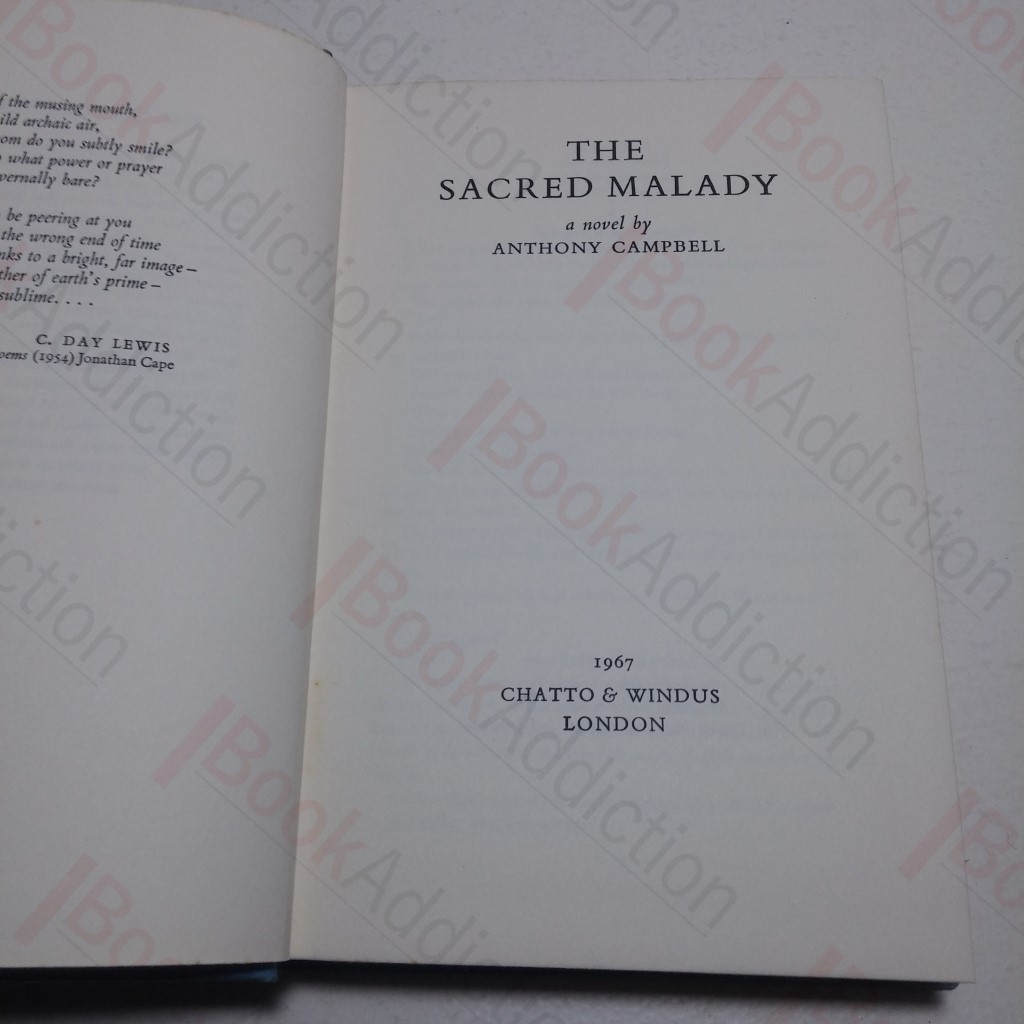 f the musing mouth,
ild archaic air,
om do you subtly smile?
what power or prayer
vernally bare?
be peering at you
the wrong end of time
nks to a bright, far image –
ther of earth's prime –
sublime. . . .
C. DAY LEWIS
oems (1954) Jonathan Cape
THE
SACRED MALADY
a novel by
ANTHONY CAMPBELL
1967
CHATTO & WINDUS
LONDON
BookAddiction